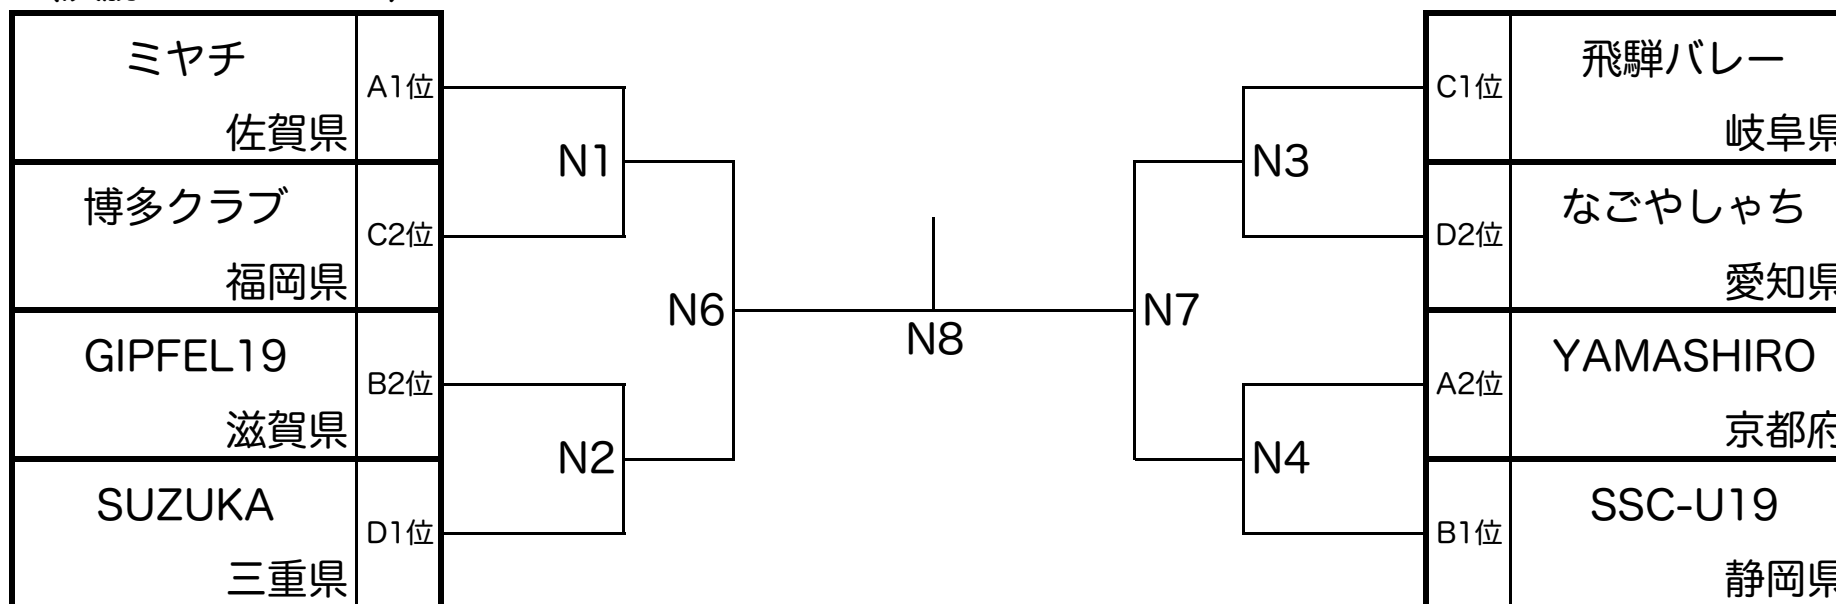 ミヤチ
A1位
佐賀県
博多クラブ
C2位
福岡県
GIPFEL19
B2位
滋賀県
SUZUKA
D1位
三重県
N1
N2
N6
N8
N7
N3
N4
C1位
飛騨バレー
岐阜県
D2位
なごやしゃち
愛知県
A2位
YAMASHIRO
京都府
B1位
SSC-U19
静岡県